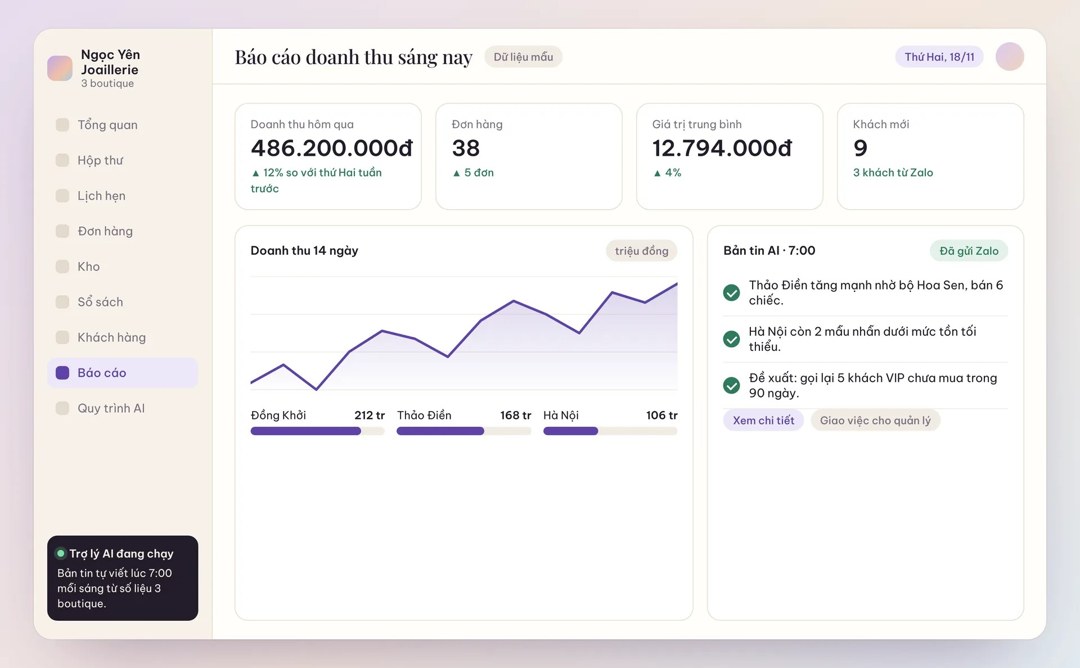 Ngọc Yên
Joaillerie
3 boutique
Tổng quan
Hộp thư
Lịch hẹn
Đơn hàng
Kho
Sổ sách
Khách hàng
Báo cáo
Quy trình AI
Trợ lý AI đang chạy
Bản tin tự viết lúc 7:00
mỗi sáng từ số liệu 3
boutique.
Báo cáo doanh thu sáng nay
Dữ liệu mẫu
Thứ Hai, 18/11
Doanh thu hôm qua
486.200.000đ
▲ 12% so với thứ Hai tuần
trước
Đơn hàng
38
▲ 5 đơn
Giá trị trung bình
12.794.000đ
▲ 4%
Khách mới
9
3 khách từ Zalo
Doanh thu 14 ngày
triệu đồng
Đồng Khởi 212 tr
Thảo Điền 168 tr
Hà Nội 106 tr
Bản tin AI · 7:00
Đã gửi Zalo
Thảo Điền tăng mạnh nhờ bộ Hoa Sen, bán 6
chiếc.
Hà Nội còn 2 mẫu nhẫn dưới mức tồn tối
thiểu.
Đề xuất: gọi lại 5 khách VIP chưa mua trong
90 ngày.
Xem chi tiết
Giao việc cho quản lý